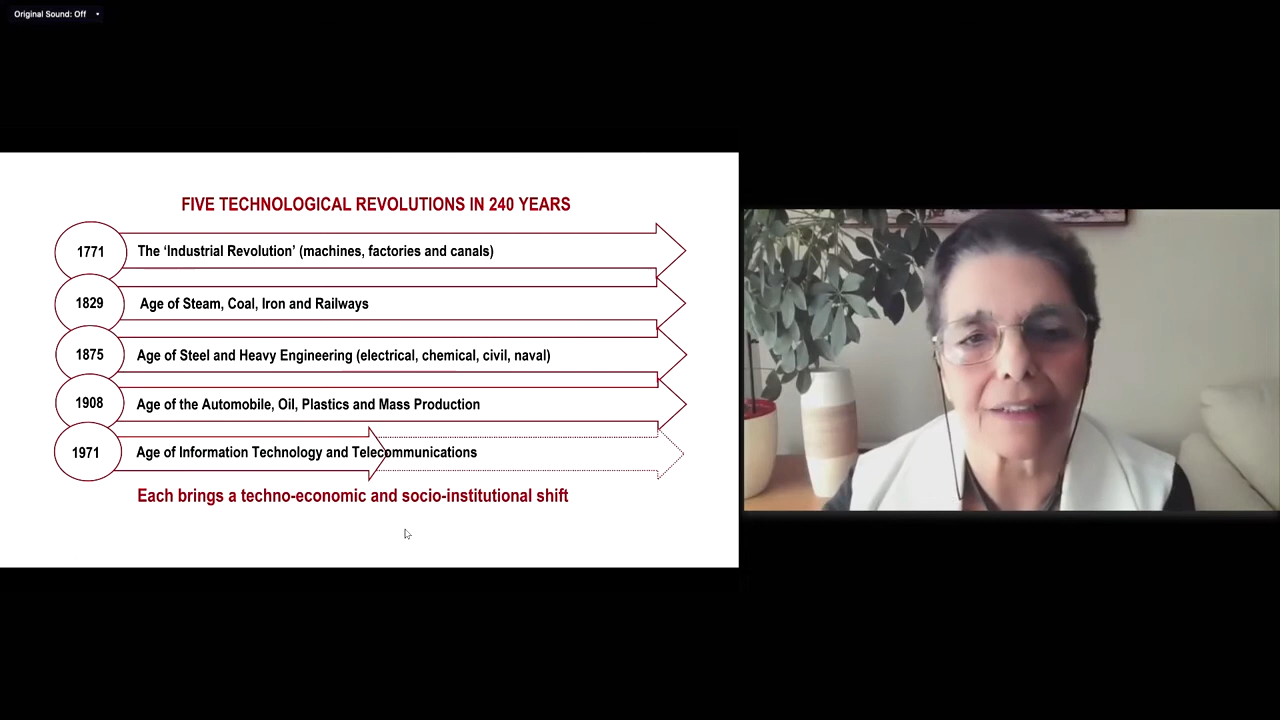 Original Sound: Off
FIVE TECHNOLOGICAL REVOLUTIONS IN 240 YEARS
1771
The ‘Industrial Revolution’ (machines, factories and canals)
1829
Age of Steam, Coal, Iron and Railways
1875
Age of Steel and Heavy Engineering (electrical, chemical, civil, naval)
1908
Age of the Automobile, Oil, Plastics and Mass Production
1971
Age of Information Technology and Telecommunications
Each brings a techno-economic and socio-institutional shift